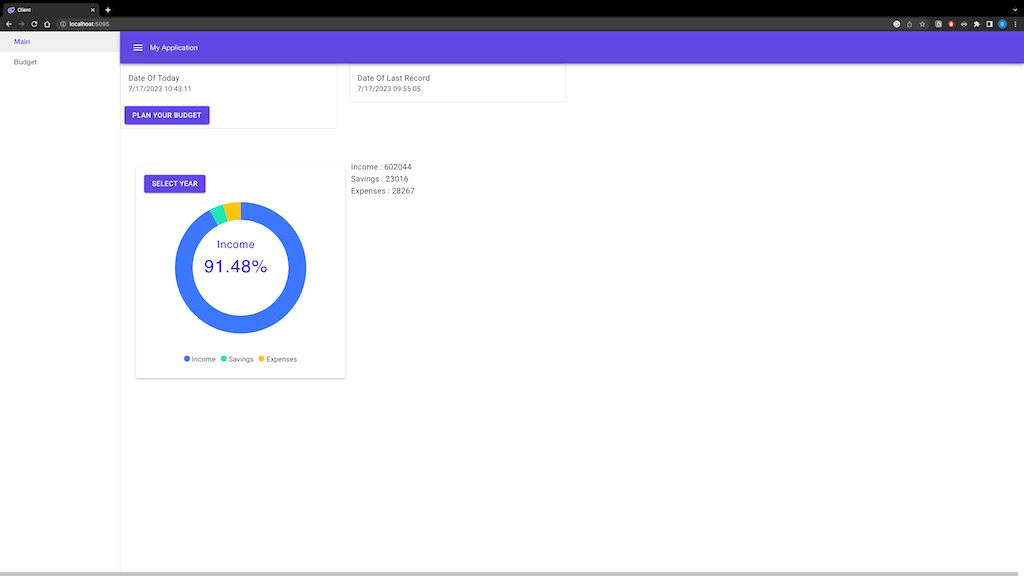 Client
localhost:5095
Main
Budget
My Application
Date Of Today
7/17/2023 10:43:11
PLAN YOUR BUDGET
Date Of Last Record
7/17/2023 09:55:05
SELECT YEAR
Income
91.48%
Income Savings Expenses
Income : 602044
Savings : 23016
Expenses : 28267